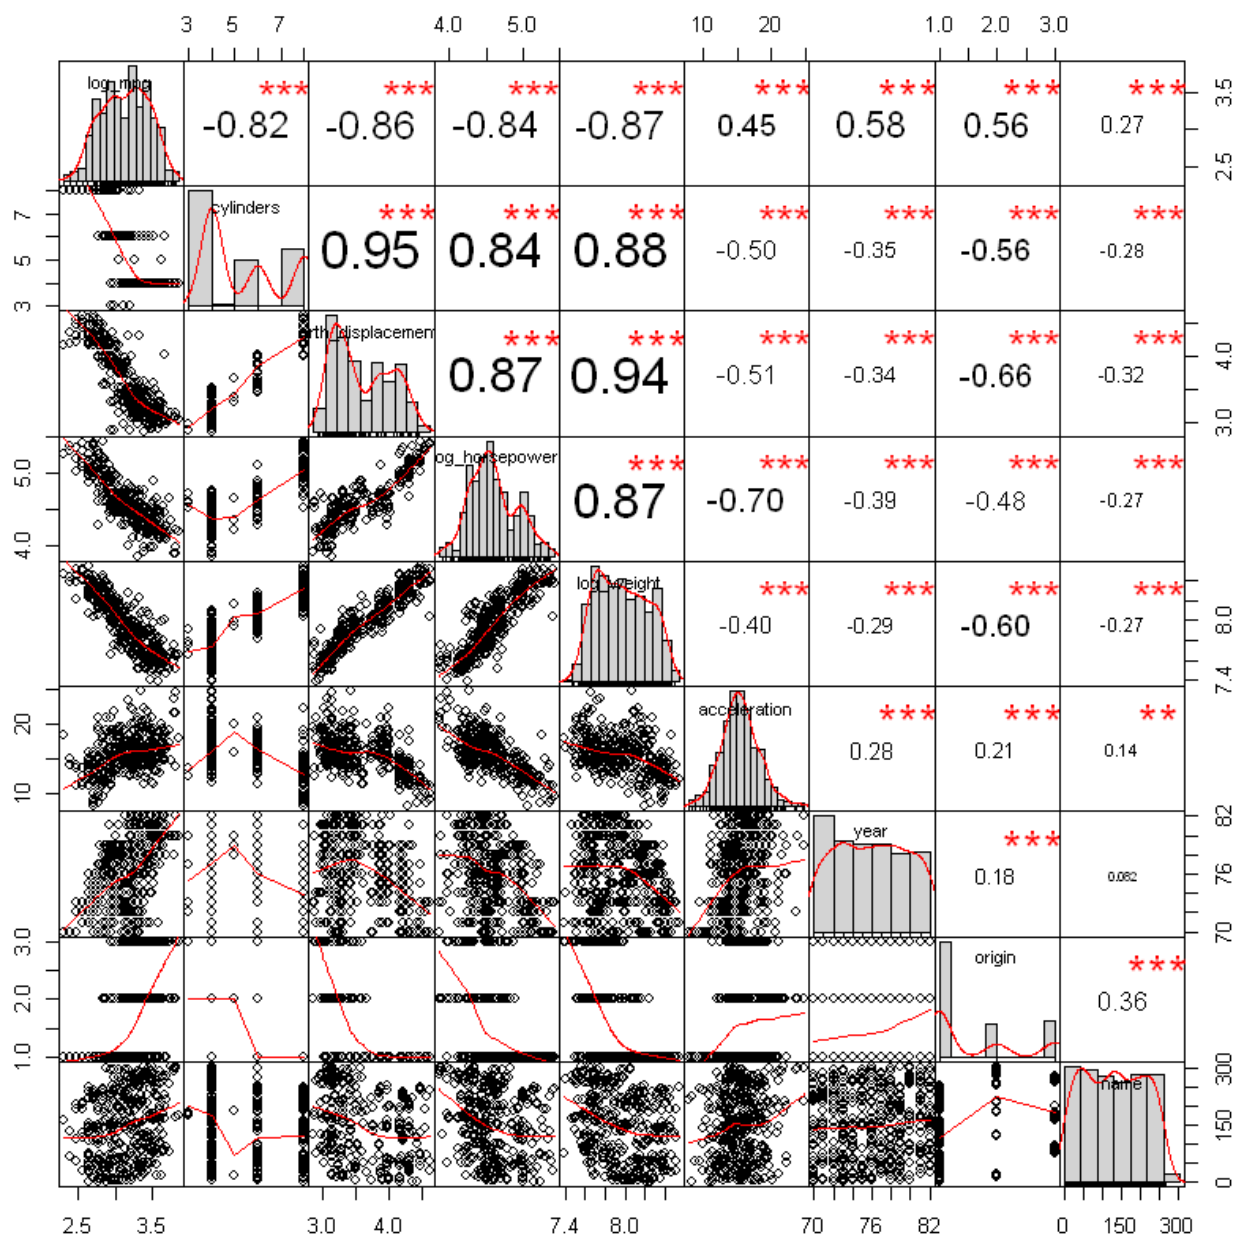 3 5 7 4.0 5.0 10 20 1.0 2.0 3.0
log_mpg *** *** *** *** *** *** *** ***
-0.82 -0.86 -0.84 -0.87 0.45 0.58 0.56 0.27
2.5 3.5
cylinders *** *** *** *** *** *** ***
0.95 0.84 0.88 -0.50 -0.35 -0.56 -0.28
3 5 7
rth_displacement *** *** *** *** *** ***
0.87 0.94 -0.51 -0.34 -0.66 -0.32
3.0 4.0
og_horsepower *** *** *** *** ***
0.87 -0.70 -0.39 -0.48 -0.27
4.0 5.0
log_weight *** *** *** ***
-0.40 -0.29 -0.60 -0.27
7.4 8.0
acceleration *** *** **
0.28 0.21 0.14
10 20
year ***
0.18 0.082
70 76 82
origin ***
0.36
1.0 2.0 3.0
name
0 150 300
2.5 3.5 3.0 4.0 7.4 8.0 70 76 82 0 150 300